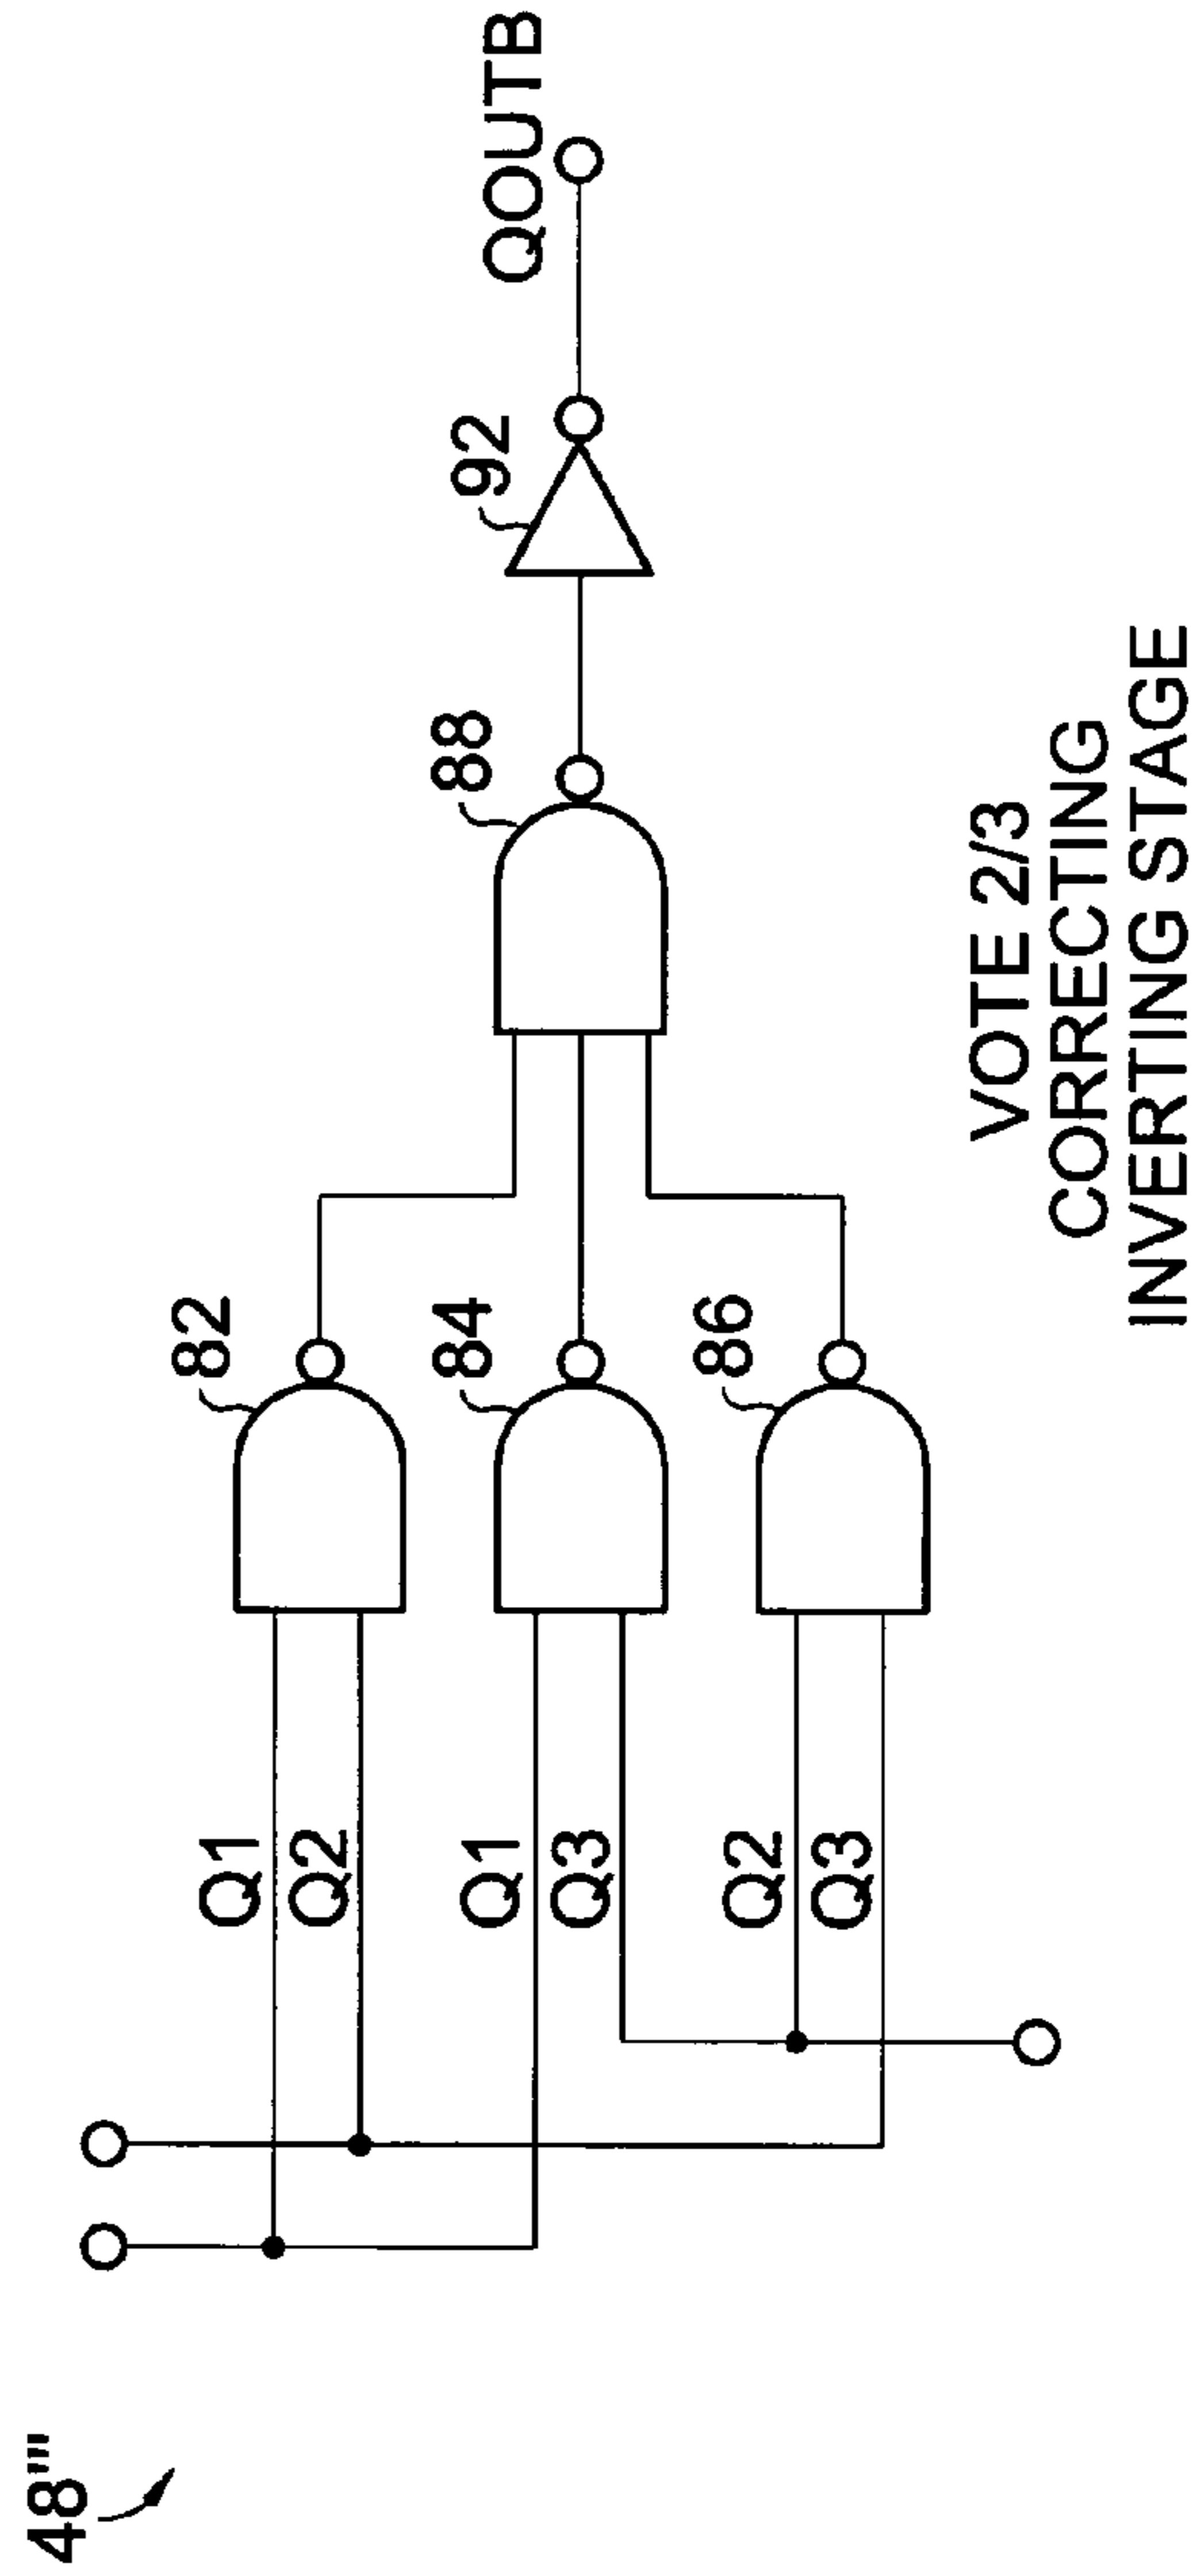 48'''
Q1
Q2
Q1
Q3
Q2
Q3
82
84
86
88
92
QOUTB
VOTE 2/3
CORRECTING
INVERTING STAGE